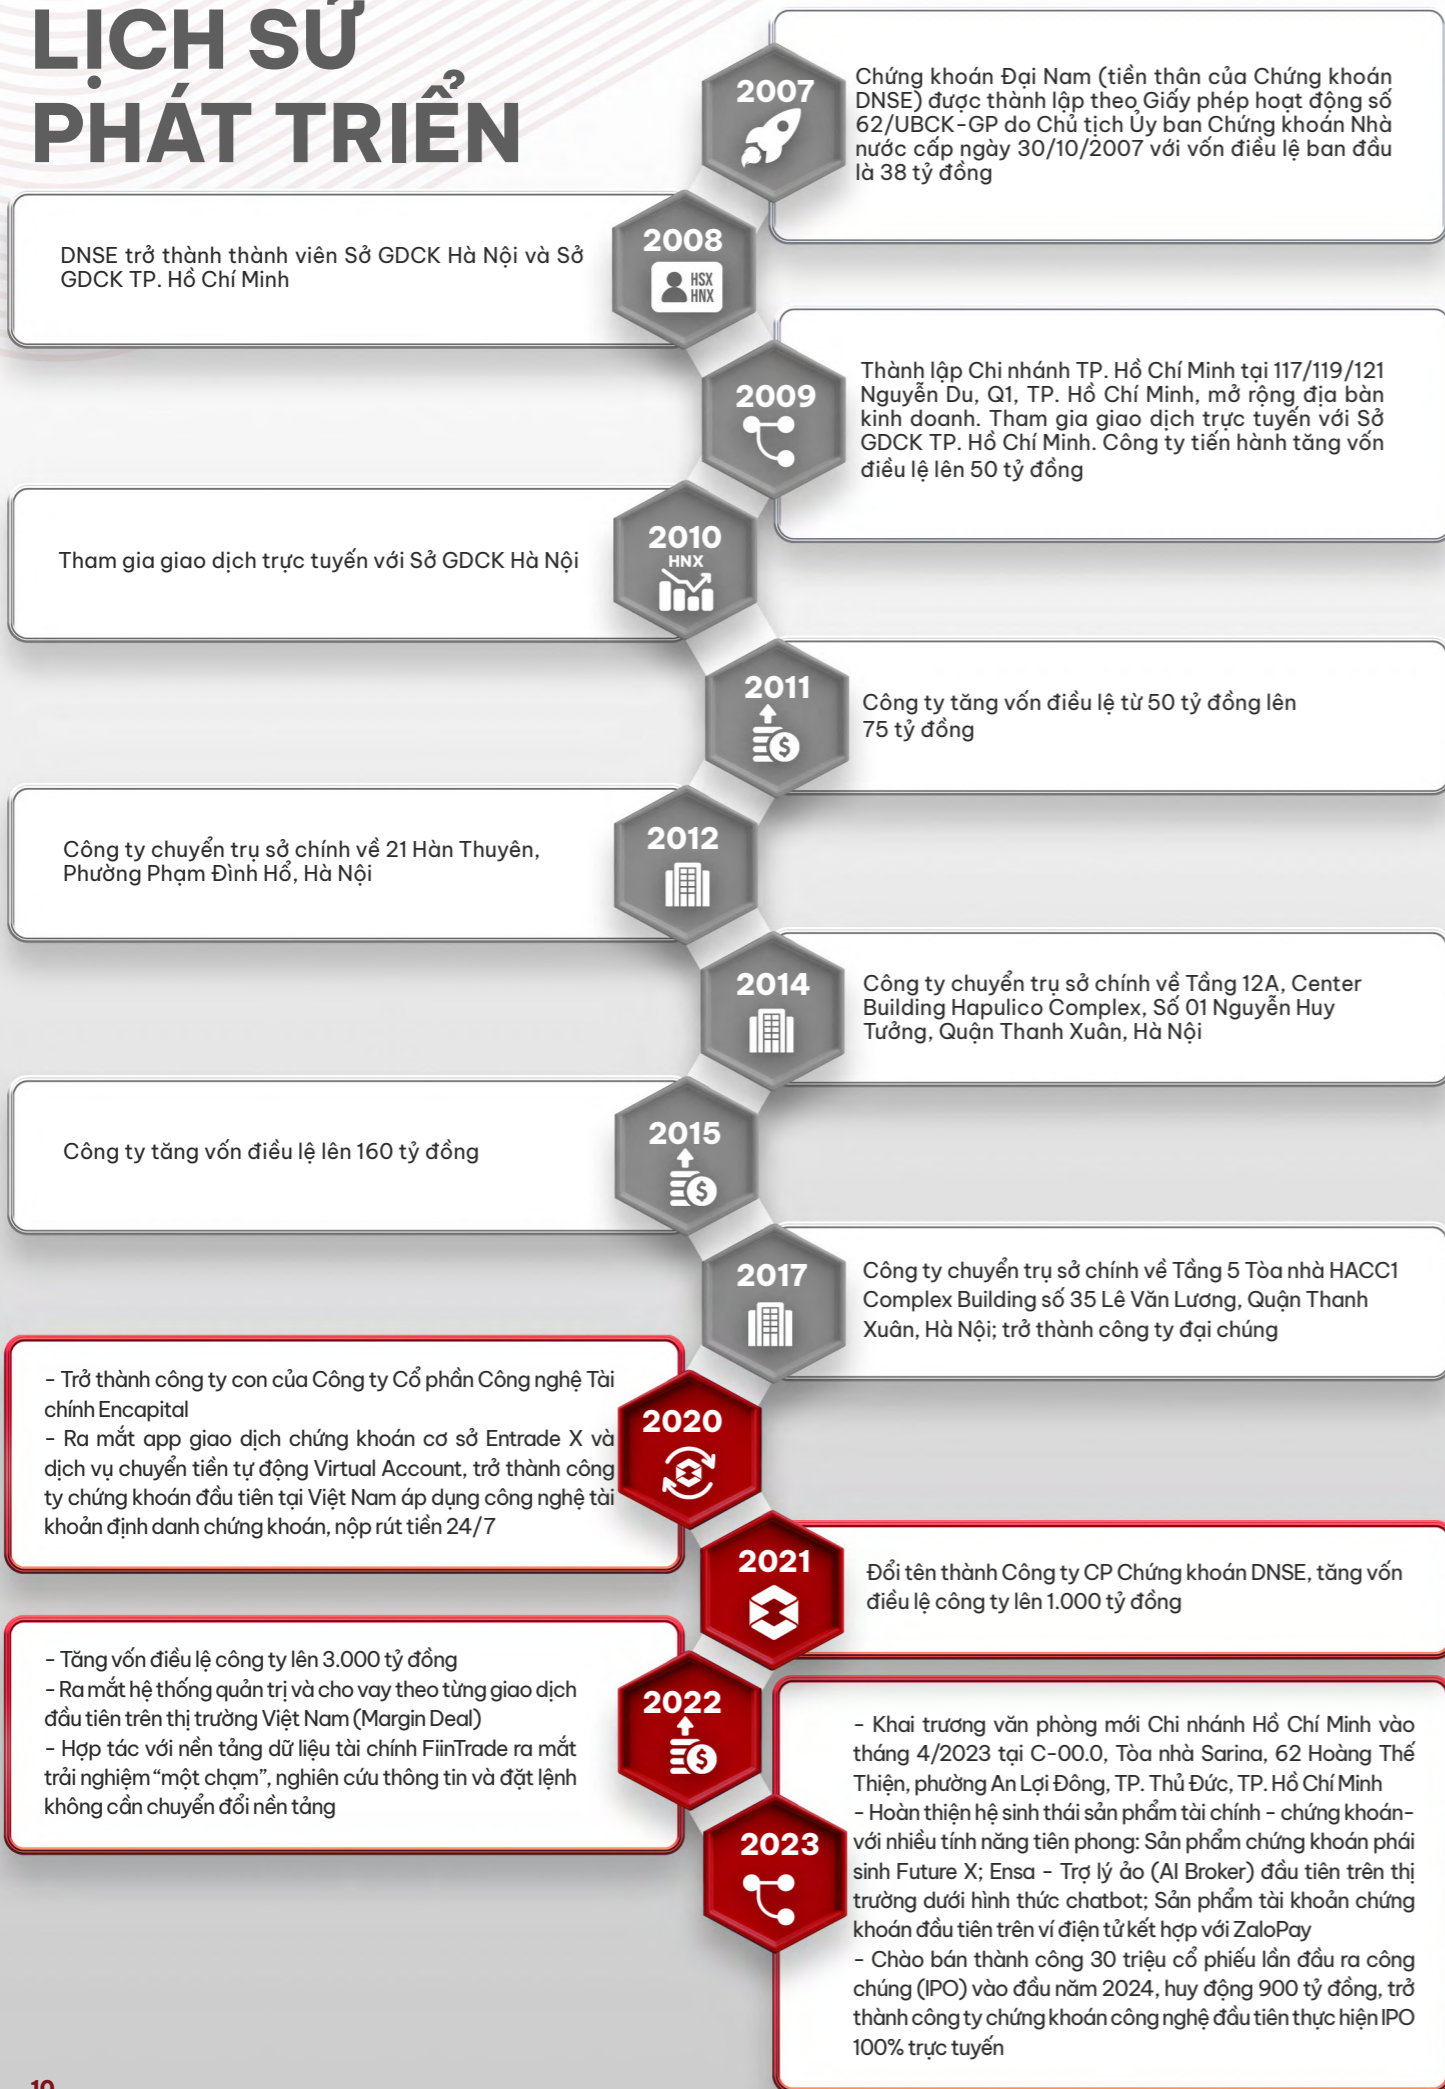 LỊCH SỬ
PHÁT TRIỂN
2007
Chứng khoán Đại Nam (tiền thân của Chứng khoán
DNSE) được thành lập theo Giấy phép hoạt động số
62/UBCK-GP do Chủ tịch Ủy ban Chứng khoán Nhà
nước cấp ngày 30/10/2007 với vốn điều lệ ban đầu
là 38 tỷ đồng
2008
HSX
HNX
DNSE trở thành thành viên Sở GDCK Hà Nội và Sở
GDCK TP. Hồ Chí Minh
2009
Thành lập Chi nhánh TP. Hồ Chí Minh tại 117/119/121
Nguyễn Du, Q1, TP. Hồ Chí Minh, mở rộng địa bàn
kinh doanh. Tham gia giao dịch trực tuyến với Sở
GDCK TP. Hồ Chí Minh. Công ty tiến hành tăng vốn
điều lệ lên 50 tỷ đồng
2010
HNX
Tham gia giao dịch trực tuyến với Sở GDCK Hà Nội
2011
Công ty tăng vốn điều lệ từ 50 tỷ đồng lên
75 tỷ đồng
2012
Công ty chuyển trụ sở chính về 21 Hàn Thuyên,
Phường Phạm Đình Hổ, Hà Nội
2014
Công ty chuyển trụ sở chính về Tầng 12A, Center
Building Hapulico Complex, Số 01 Nguyễn Huy
Tưởng, Quận Thanh Xuân, Hà Nội
2015
Công ty tăng vốn điều lệ lên 160 tỷ đồng
2017
Công ty chuyển trụ sở chính về Tầng 5 Tòa nhà HACC1
Complex Building số 35 Lê Văn Lương, Quận Thanh
Xuân, Hà Nội; trở thành công ty đại chúng
2020
- Trở thành công ty con của Công ty Cổ phần Công nghệ Tài
chính Encapital
- Ra mắt app giao dịch chứng khoán cơ sở Entrade X và
dịch vụ chuyển tiền tự động Virtual Account, trở thành công
ty chứng khoán đầu tiên tại Việt Nam áp dụng công nghệ tài
khoản định danh chứng khoán, nộp rút tiền 24/7
2021
Đổi tên thành Công ty CP Chứng khoán DNSE, tăng vốn
điều lệ công ty lên 1.000 tỷ đồng
2022
- Tăng vốn điều lệ công ty lên 3.000 tỷ đồng
- Ra mắt hệ thống quản trị và cho vay theo từng giao dịch
đầu tiên trên thị trường Việt Nam (Margin Deal)
- Hợp tác với nền tảng dữ liệu tài chính FiinTrade ra mắt
trải nghiệm "một chạm", nghiên cứu thông tin và đặt lệnh
không cần chuyển đổi nền tảng
2023
- Khai trương văn phòng mới Chi nhánh Hồ Chí Minh vào
tháng 4/2023 tại C-00.0, Tòa nhà Sarina, 62 Hoàng Thế
Thiện, phường An Lợi Đông, TP. Thủ Đức, TP. Hồ Chí Minh
- Hoàn thiện hệ sinh thái sản phẩm tài chính - chứng khoán-
với nhiều tính năng tiên phong: Sản phẩm chứng khoán phái
sinh Future X; Ensa - Trợ lý ảo (AI Broker) đầu tiên trên thị
trường dưới hình thức chatbot; Sản phẩm tài khoản chứng
khoán đầu tiên trên ví điện tử kết hợp với ZaloPay
- Chào bán thành công 30 triệu cổ phiếu lần đầu ra công
chúng (IPO) vào đầu năm 2024, huy động 900 tỷ đồng, trở
thành công ty chứng khoán công nghệ đầu tiên thực hiện IPO
100% trực tuyến
10